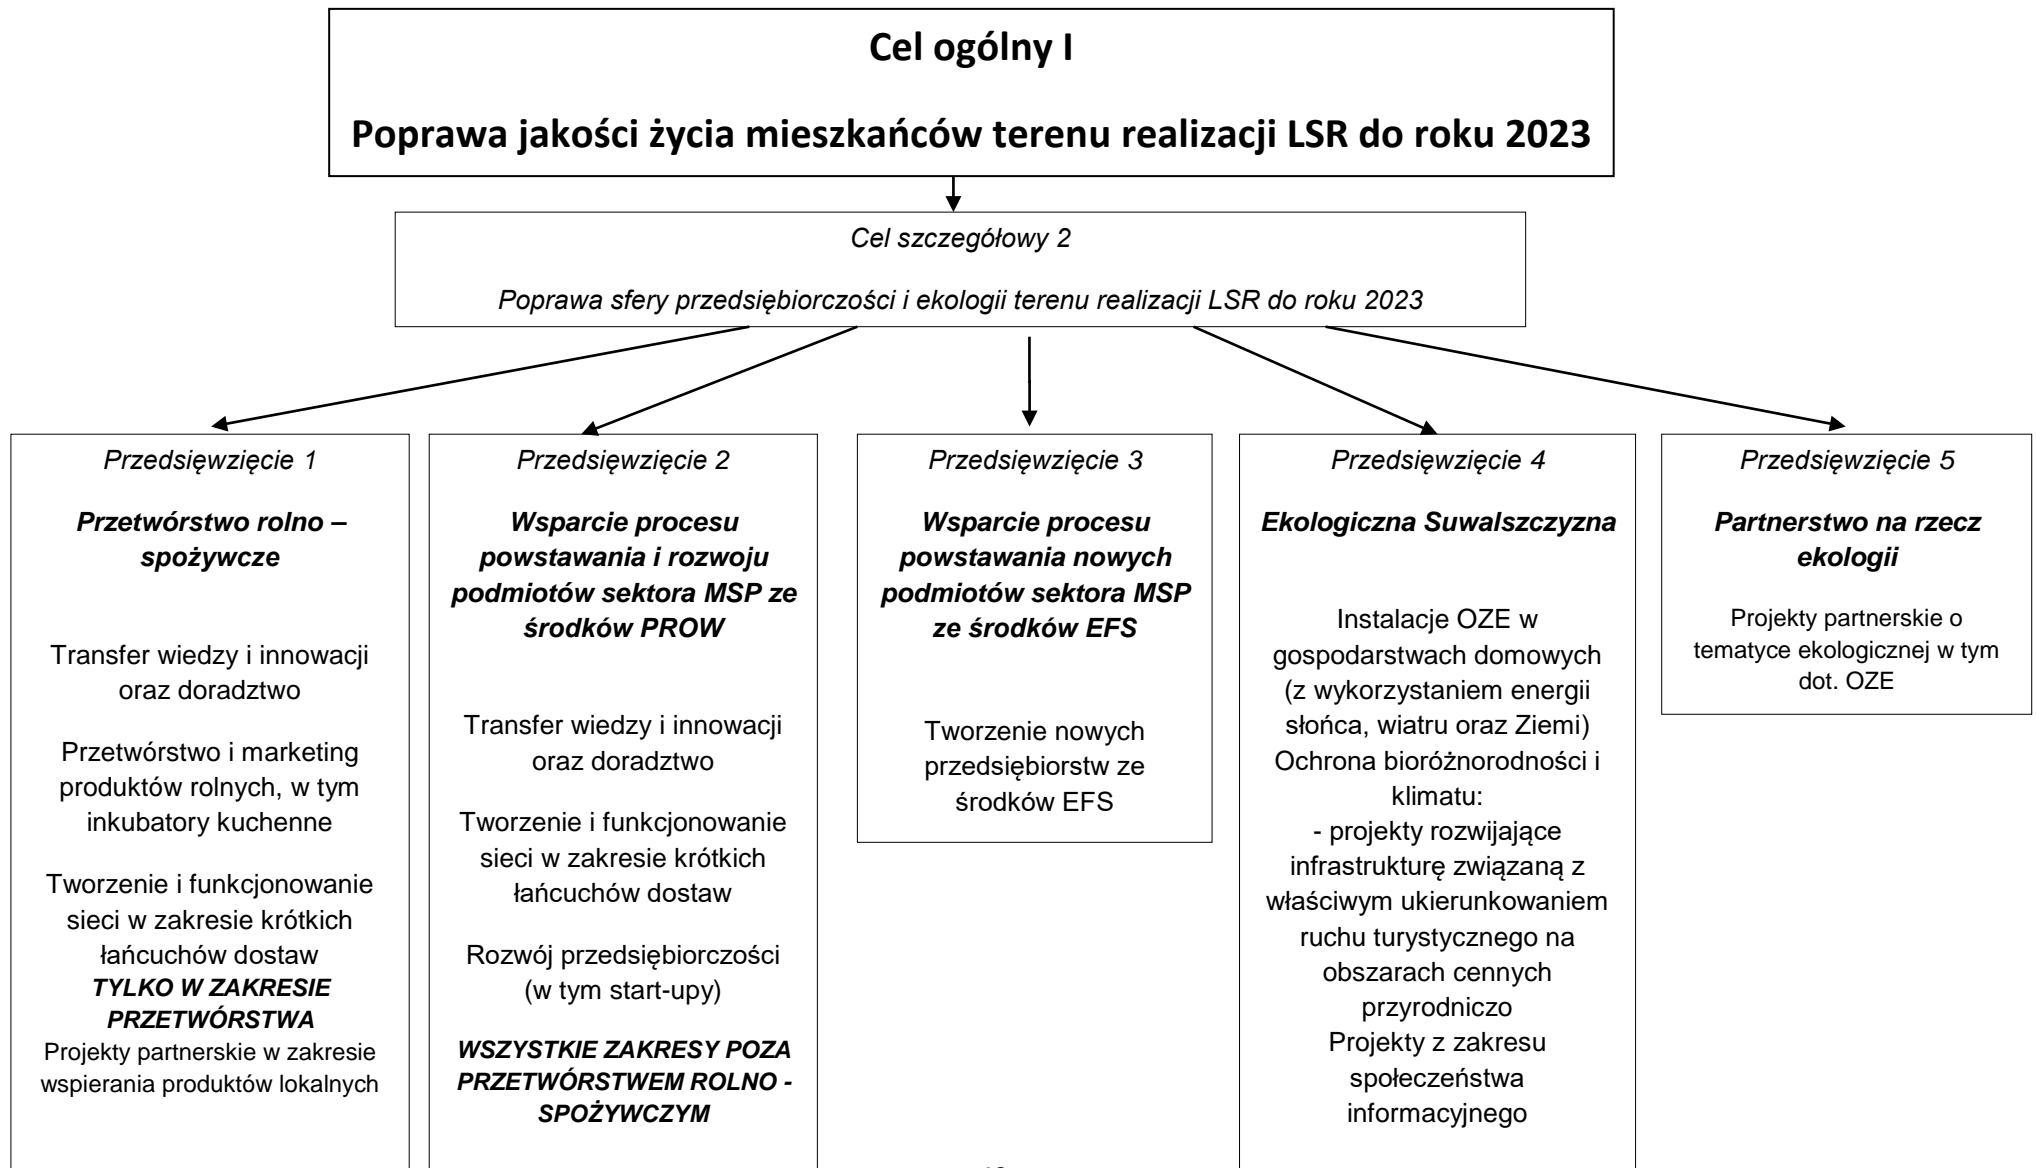 Cel ogólny I
Poprawa jakości życia mieszkańców terenu realizacji LSR do roku 2023
Cel szczegółowy 2
Poprawa sfery przedsiębiorczości i ekologii terenu realizacji LSR do roku 2023
Przedsięwzięcie 1
Przetwórstwo rolno –
spożywcze
Transfer wiedzy i innowacji
oraz doradztwo
Przetwórstwo i marketing
produktów rolnych, w tym
inkubatory kuchenne
Tworzenie i funkcjonowanie
sieci w zakresie krótkich
łańcuchów dostaw
TYLKO W ZAKRESIE
PRZETWÓRSTWA
Projekty partnerskie w zakresie
wspierania produktów lokalnych
Przedsięwzięcie 2
Wsparcie procesu
powstawania i rozwoju
podmiotów sektora MSP ze
środków PROW
Transfer wiedzy i innowacji
oraz doradztwo
Tworzenie i funkcjonowanie
sieci w zakresie krótkich
łańcuchów dostaw
Rozwój przedsiębiorczości
(w tym start-upy)
WSZYSTKIE ZAKRESY POZA
PRZETWÓRSTWEM ROLNO -
SPOŻYWCZYM
Przedsięwzięcie 3
Wsparcie procesu
powstawania nowych
podmiotów sektora MSP
ze środków EFS
Tworzenie nowych
przedsiębiorstw ze
środków EFS
Przedsięwzięcie 4
Ekologiczna Suwalszczyzna
Instalacje OZE w
gospodarstwach domowych
(z wykorzystaniem energii
słońca, wiatru oraz Ziemi)
Ochrona bioróżnorodności i
klimatu:
- projekty rozwijające
infrastrukturę związaną z
właściwym ukierunkowaniem
ruchu turystycznego na
obszarach cennych
przyrodniczo
Projekty z zakresu
społeczeństwa
informacyjnego
Przedsięwzięcie 5
Partnerstwo na rzecz
ekologii
Projekty partnerskie o
tematyce ekologicznej w tym
dot. OZE